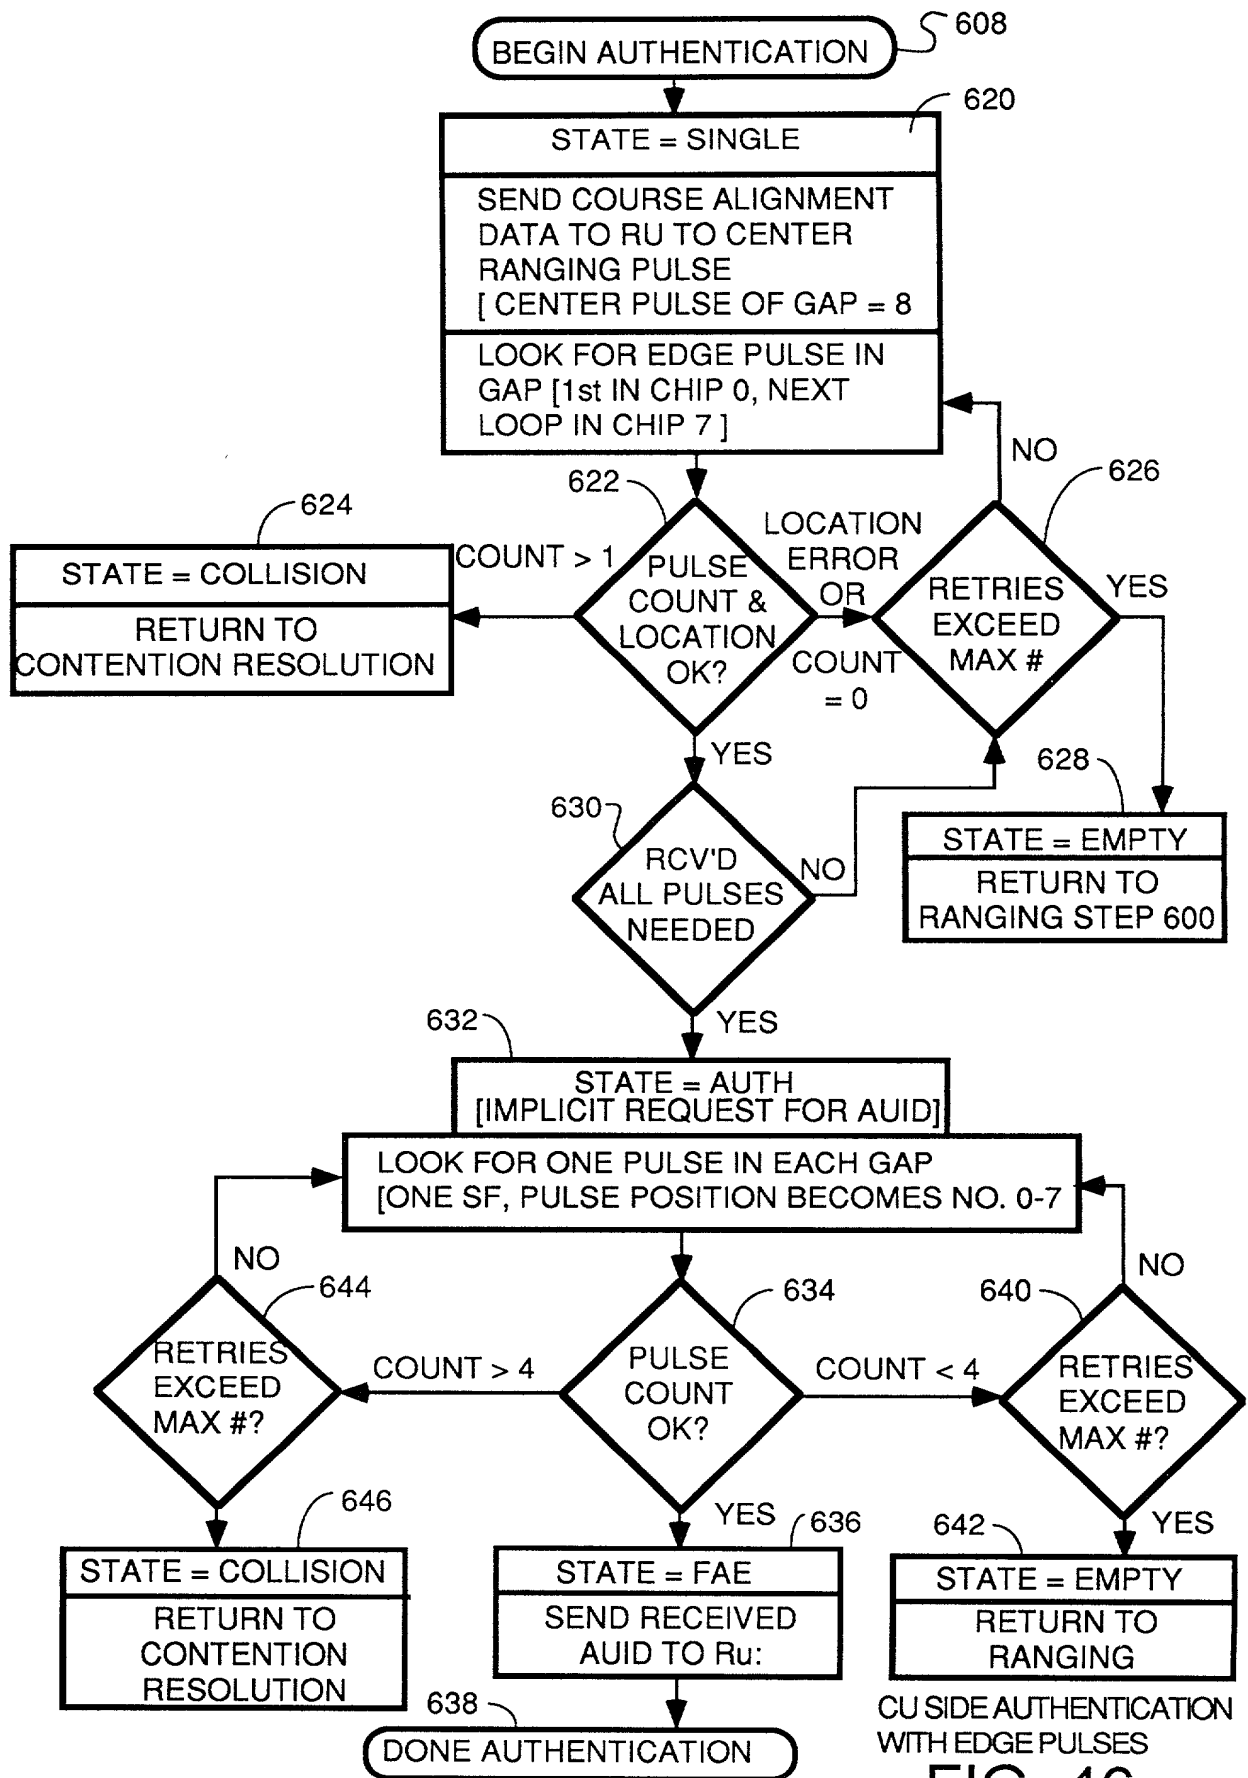 BEGIN AUTHENTICATION
608
620
STATE = SINGLE
SEND COURSE ALIGNMENT
DATA TO RU TO CENTER
RANGING PULSE
[ CENTER PULSE OF GAP = 8
LOOK FOR EDGE PULSE IN
GAP [1st IN CHIP 0, NEXT
LOOP IN CHIP 7 ]
NO
622
626
624
STATE = COLLISION
RETURN TO
CONTENTION RESOLUTION
COUNT > 1
PULSE
COUNT &
LOCATION
OK?
LOCATION
ERROR
OR
COUNT
= 0
RETRIES
EXCEED
MAX #
YES
YES
628
STATE = EMPTY
RETURN TO
RANGING STEP 600
630
RCV'D
ALL PULSES
NEEDED
NO
YES
632
STATE = AUTH
[IMPLICIT REQUEST FOR AUID]
LOOK FOR ONE PULSE IN EACH GAP
[ONE SF, PULSE POSITION BECOMES NO. 0-7
NO
644
634
640
NO
RETRIES
EXCEED
MAX #?
COUNT > 4
PULSE
COUNT
OK?
COUNT < 4
RETRIES
EXCEED
MAX #?
646
YES
636
642
YES
STATE = COLLISION
RETURN TO
CONTENTION
RESOLUTION
STATE = FAE
SEND RECEIVED
AUID TO Ru:
STATE = EMPTY
RETURN TO
RANGING
638
DONE AUTHENTICATION
CU SIDE AUTHENTICATION
WITH EDGE PULSES
FIG.